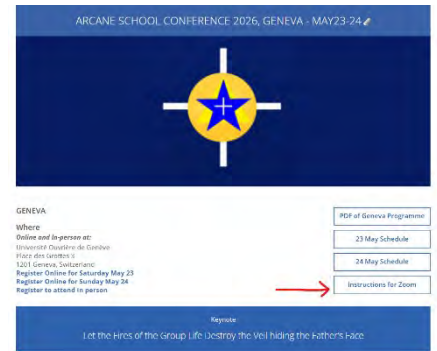 ARCANE SCHOOL CONFERENCE 2026, GENEVA - MAY23-24
GENEVA
Where
Online and in-person at:
Université Ouvrière de Genève
Place des Grottes 3
1201 Geneva, Switzerland
Register Online for Saturday May 23
Register Online for Sunday May 24
Register to attend in person
PDF of Geneva Programme
23 May Schedule
24 May Schedule
Instructions for Zoom
Keynote
Let the Fires of the Group Life Destroy the Veil hiding the Father's Face